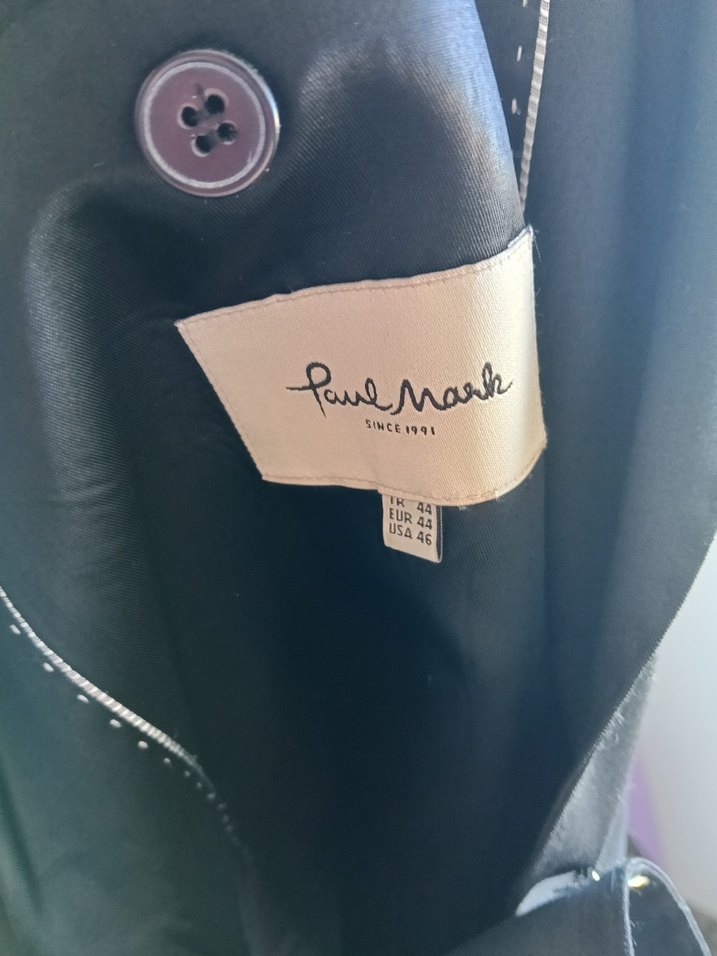 Paul Mark
SINCE 1991
TR 44
EUR 44
USA 46